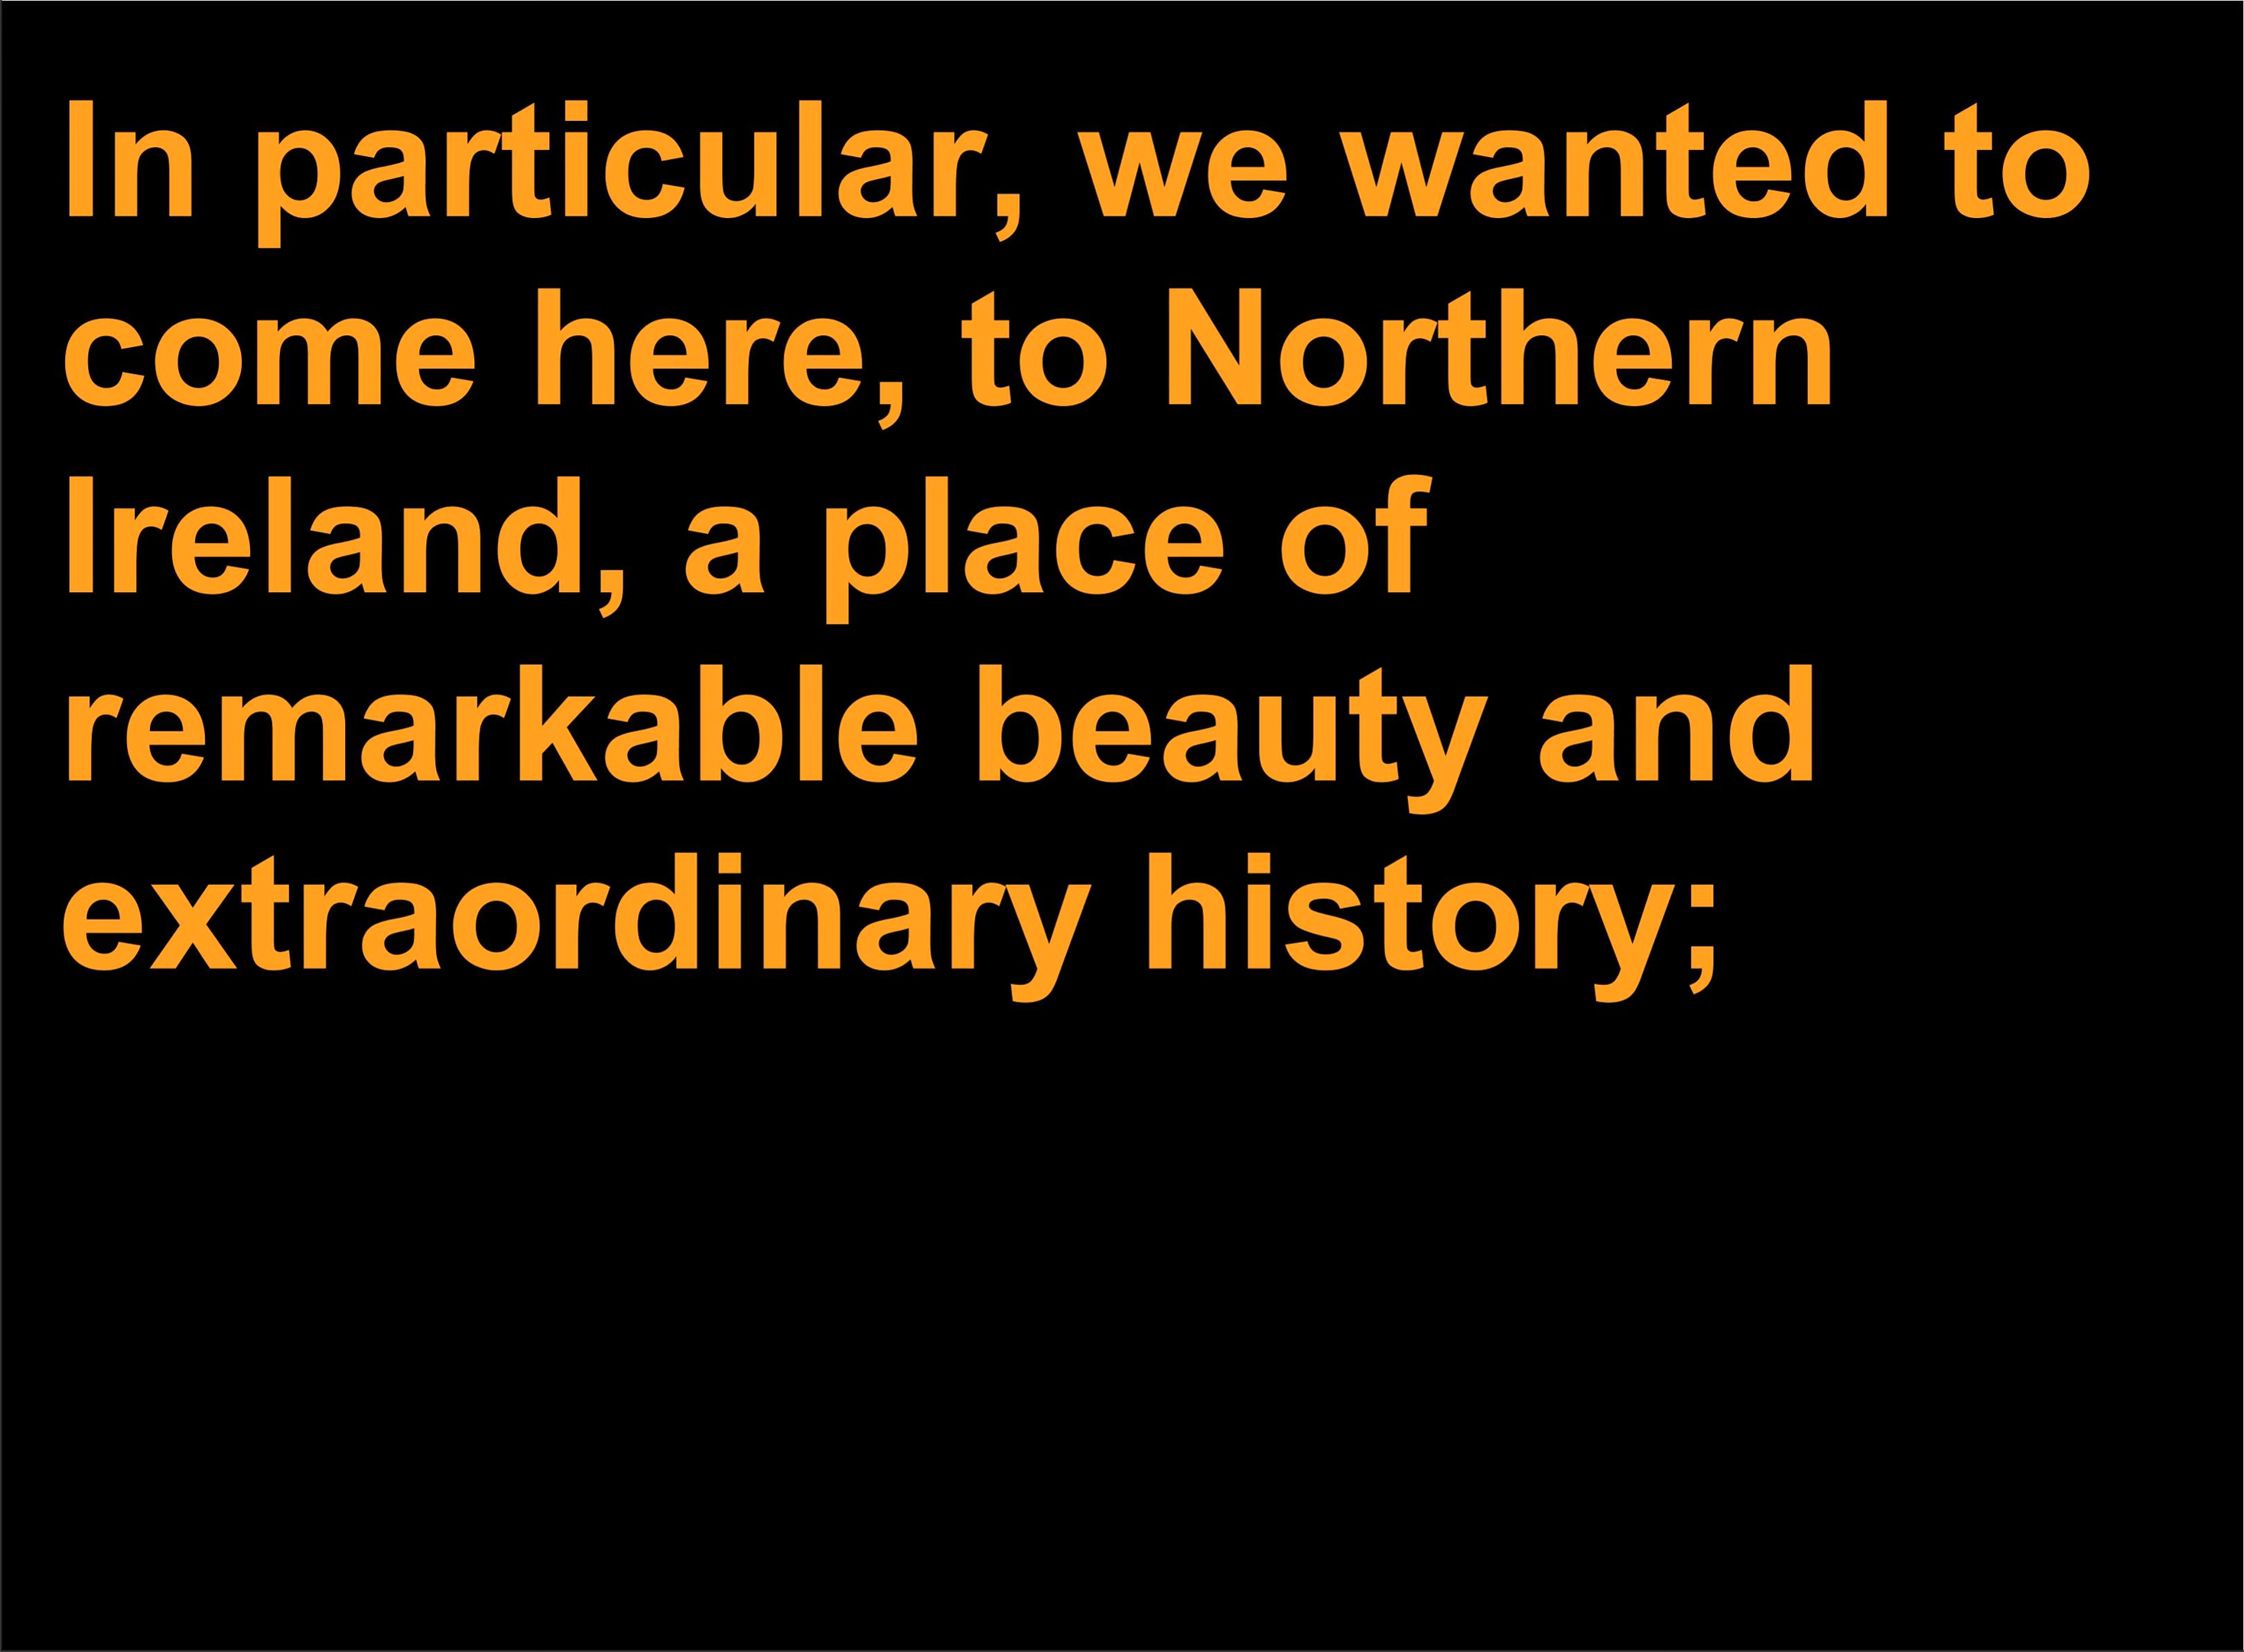 In particular, we wanted to
come here, to Northern
Ireland, a place of
remarkable beauty and
extraordinary history;